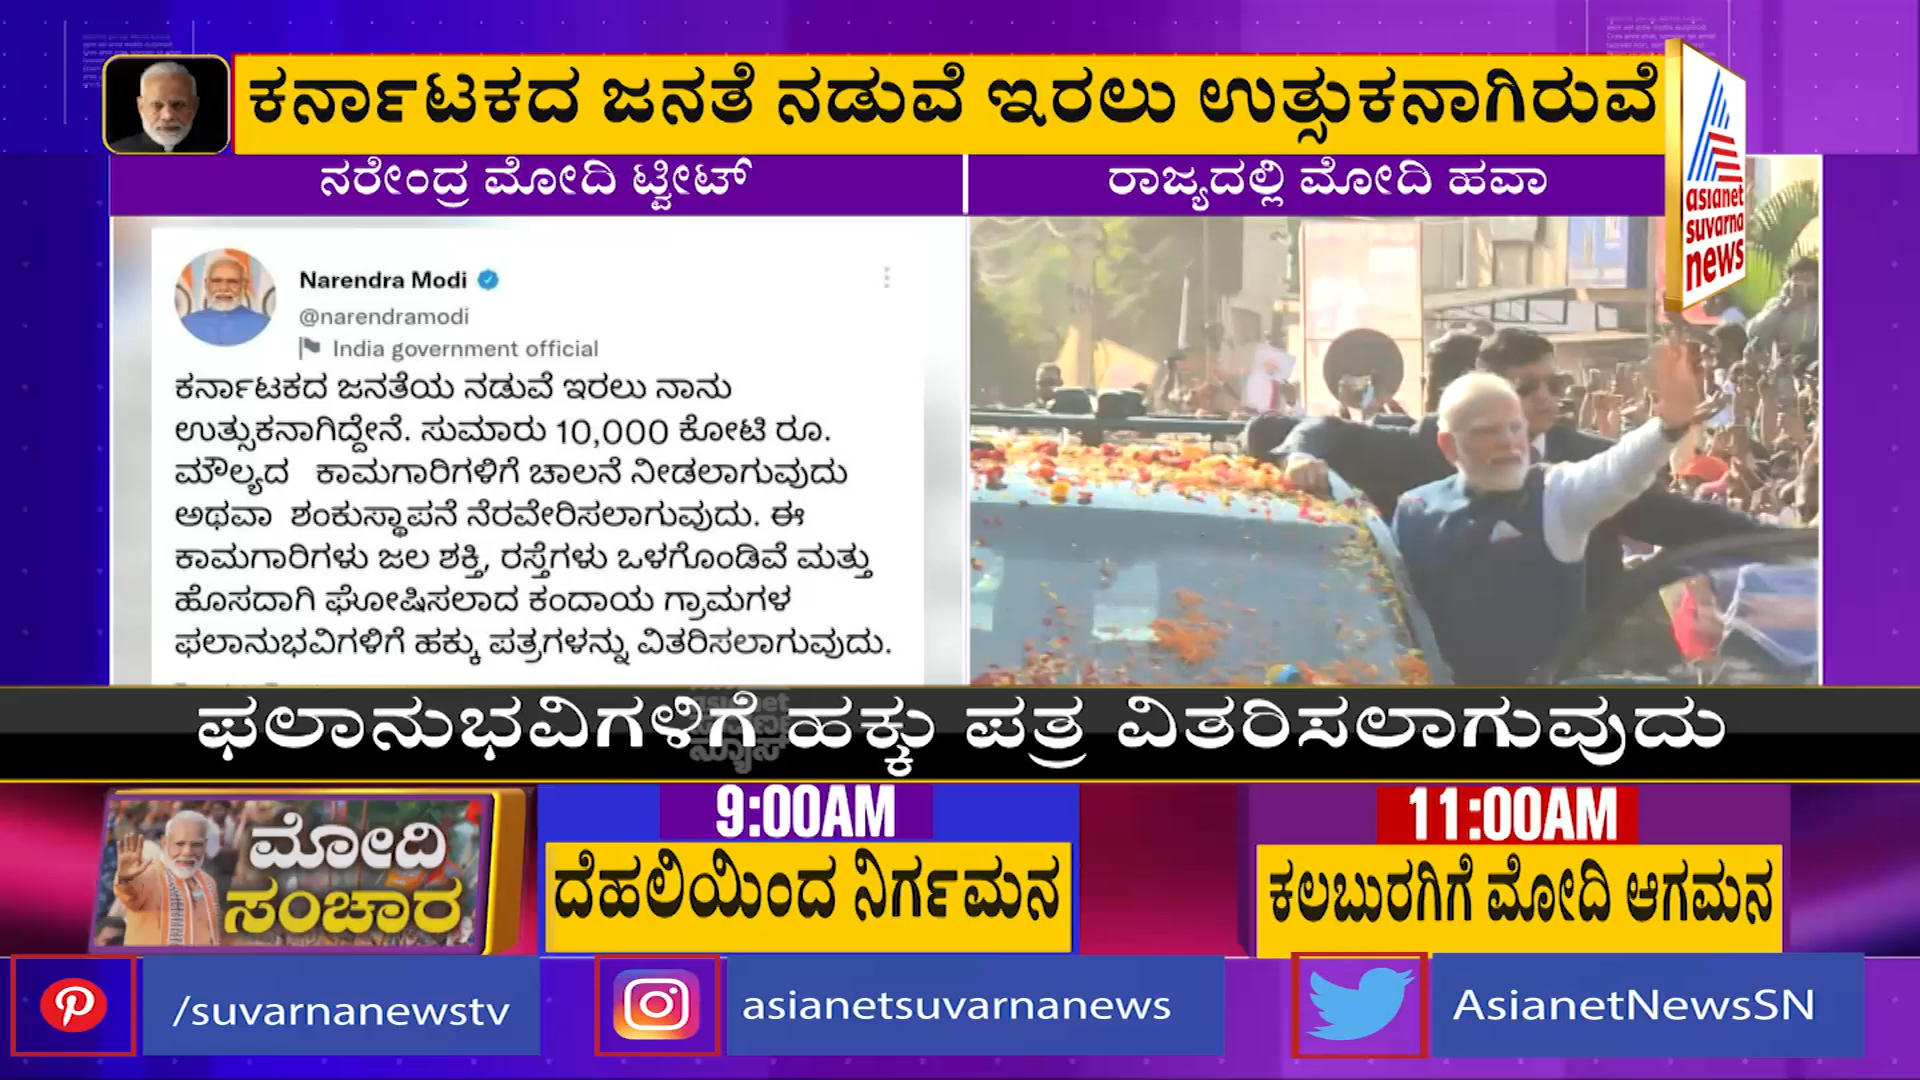 ಕರ್ನಾಟಕದ ಜನತೆ ನಡುವೆ ಇರಲು ಉತ್ಸುಕನಾಗಿರುವೆ
asianet
suvarna
news
ನರೇಂದ್ರ ಮೋದಿ ಟ್ವೀಟ್
ರಾಜ್ಯದಲ್ಲಿ ಮೋದಿ ಹವಾ
Narendra Modi
@narendramodi
India government official
ಕರ್ನಾಟಕದ ಜನತೆಯ ನಡುವೆ ಇರಲು ನಾನು
ಉತ್ಸುಕನಾಗಿದ್ದೇನೆ. ಸುಮಾರು 10,000 ಕೋಟಿ ರೂ.
ಮೌಲ್ಯದ ಕಾಮಗಾರಿಗಳಿಗೆ ಚಾಲನೆ ನೀಡಲಾಗುವುದು
ಅಥವಾ ಶಂಕುಸ್ಥಾಪನೆ ನೆರವೇರಿಸಲಾಗುವುದು. ಈ
ಕಾಮಗಾರಿಗಳು ಜಲ ಶಕ್ತಿ, ರಸ್ತೆಗಳು ಒಳಗೊಂಡಿವೆ ಮತ್ತು
ಹೊಸದಾಗಿ ಘೋಷಿಸಲಾದ ಕಂದಾಯ ಗ್ರಾಮಗಳ
ಫಲಾನುಭವಿಗಳಿಗೆ ಹಕ್ಕು ಪತ್ರಗಳನ್ನು ವಿತರಿಸಲಾಗುವುದು.
ಫಲಾನುಭವಿಗಳಿಗೆ ಹಕ್ಕು ಪತ್ರ ವಿತರಿಸಲಾಗುವುದು
ಮೋದಿ
ಸಂಚಾರ
9:00AM
ದೆಹಲಿಯಿಂದ ನಿರ್ಗಮನ
11:00AM
ಕಲಬುರಗಿಗೆ ಮೋದಿ ಆಗಮನ
/suvarnanewstv
asianetsuvarnanews
AsianetNewsSN